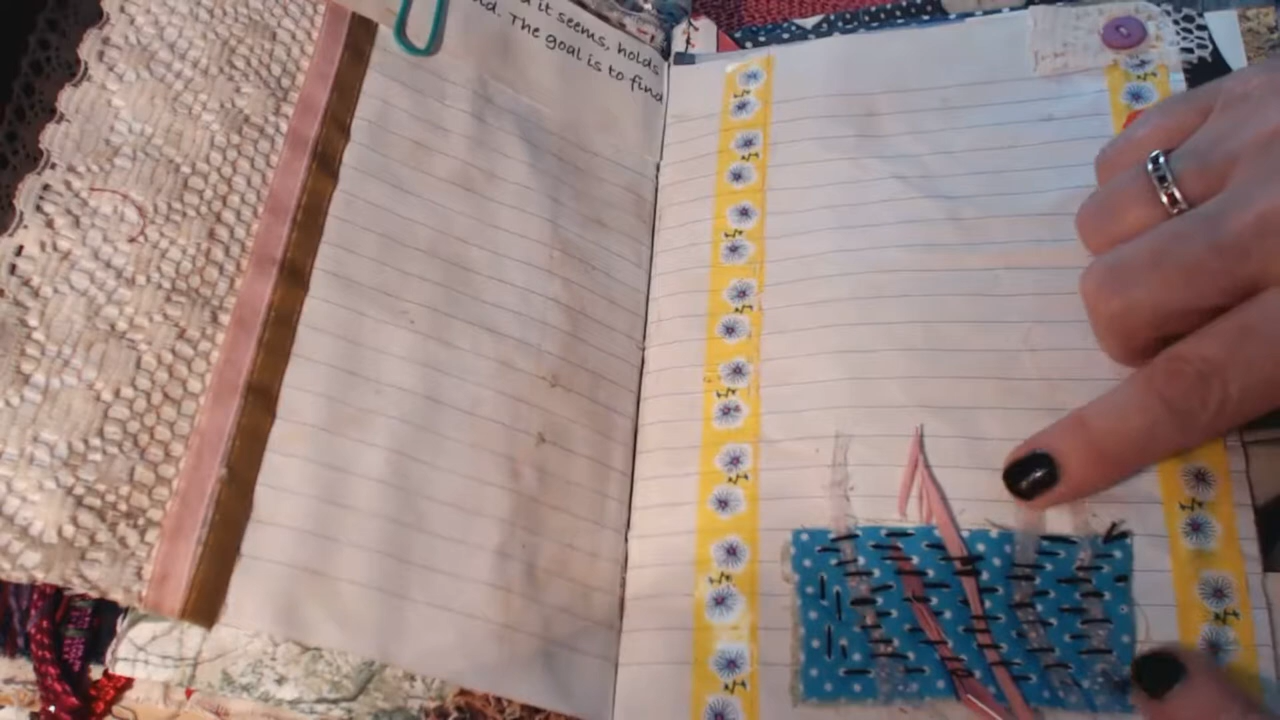 it seems, holds
The goal is to find